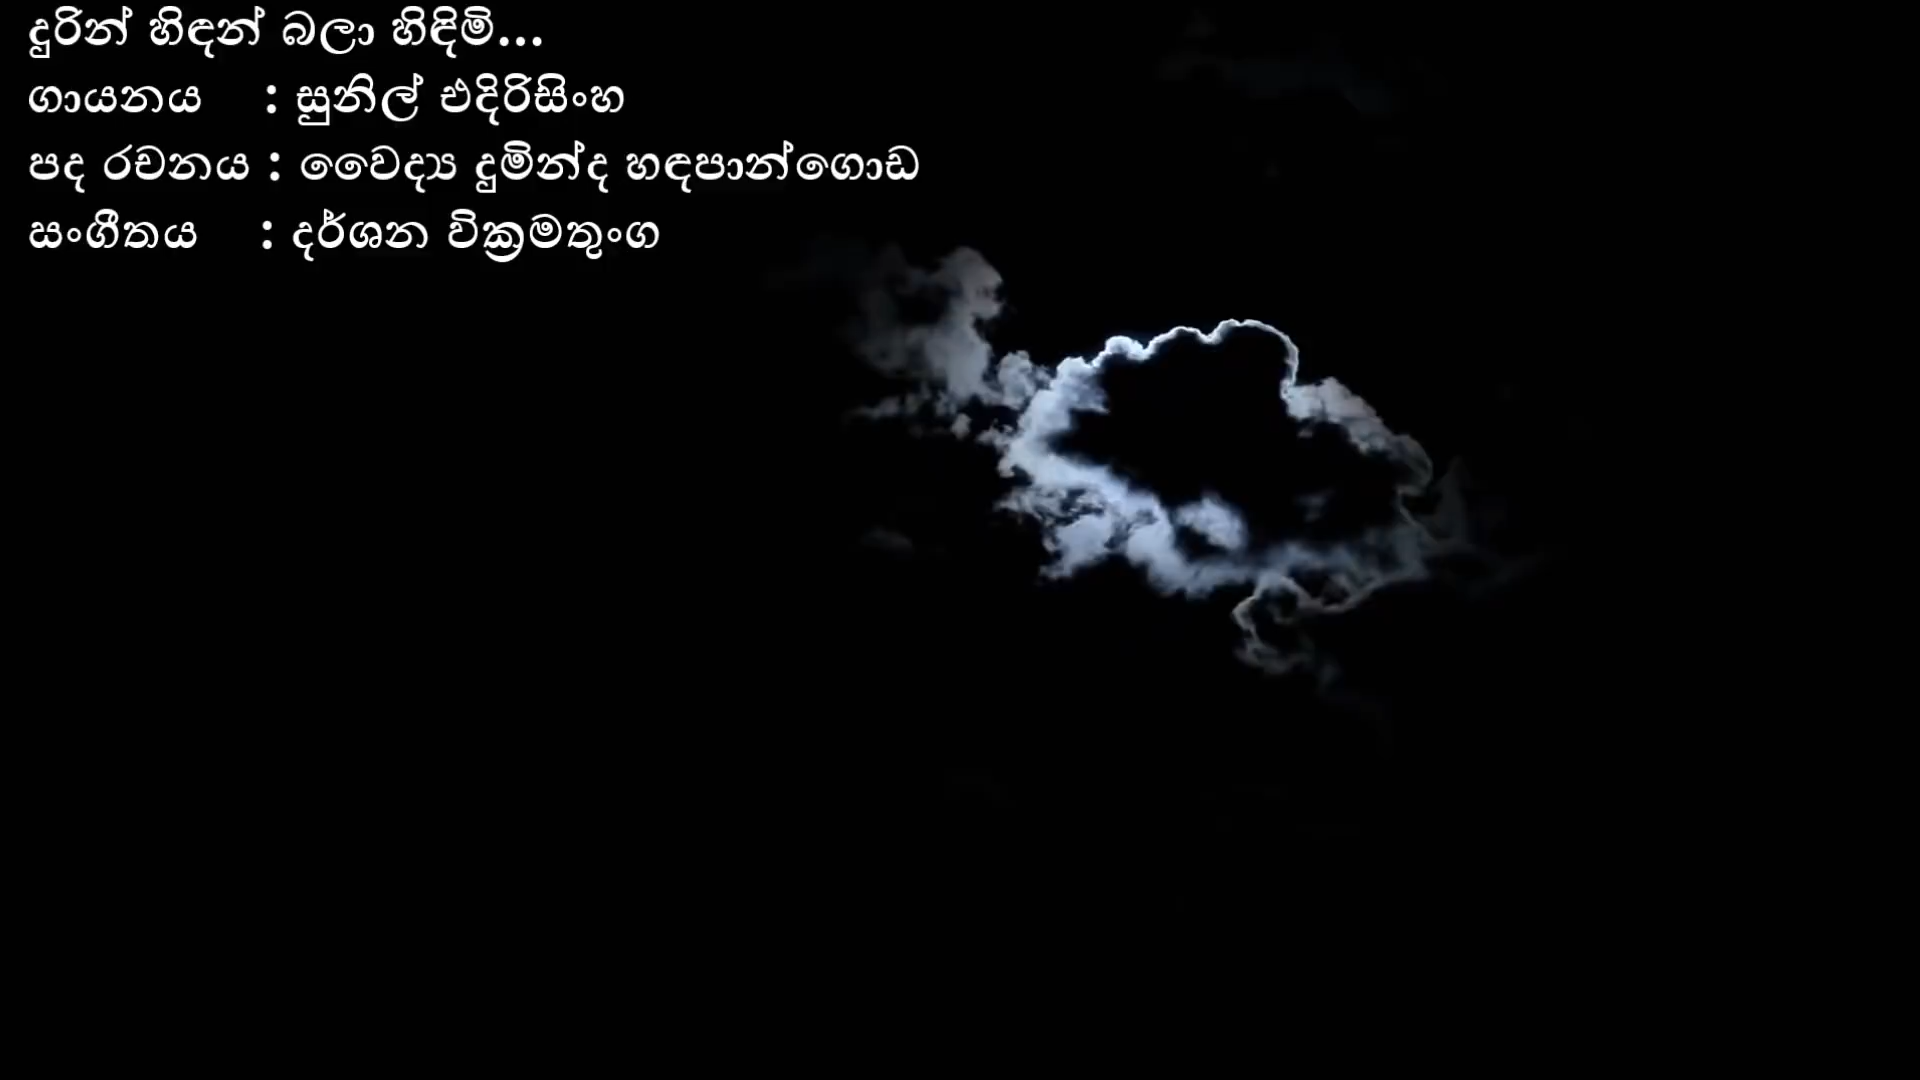 දුරින් හිඳන් බලා හිඳිමි...
ගායනය : සුනිල් එදිරිසිංහ
පද රචනය : වෛද්‍ය දුමින්ද හඳපාන්ගොඩ
සංගීතය : දර්ශන වික්‍රමතුංග